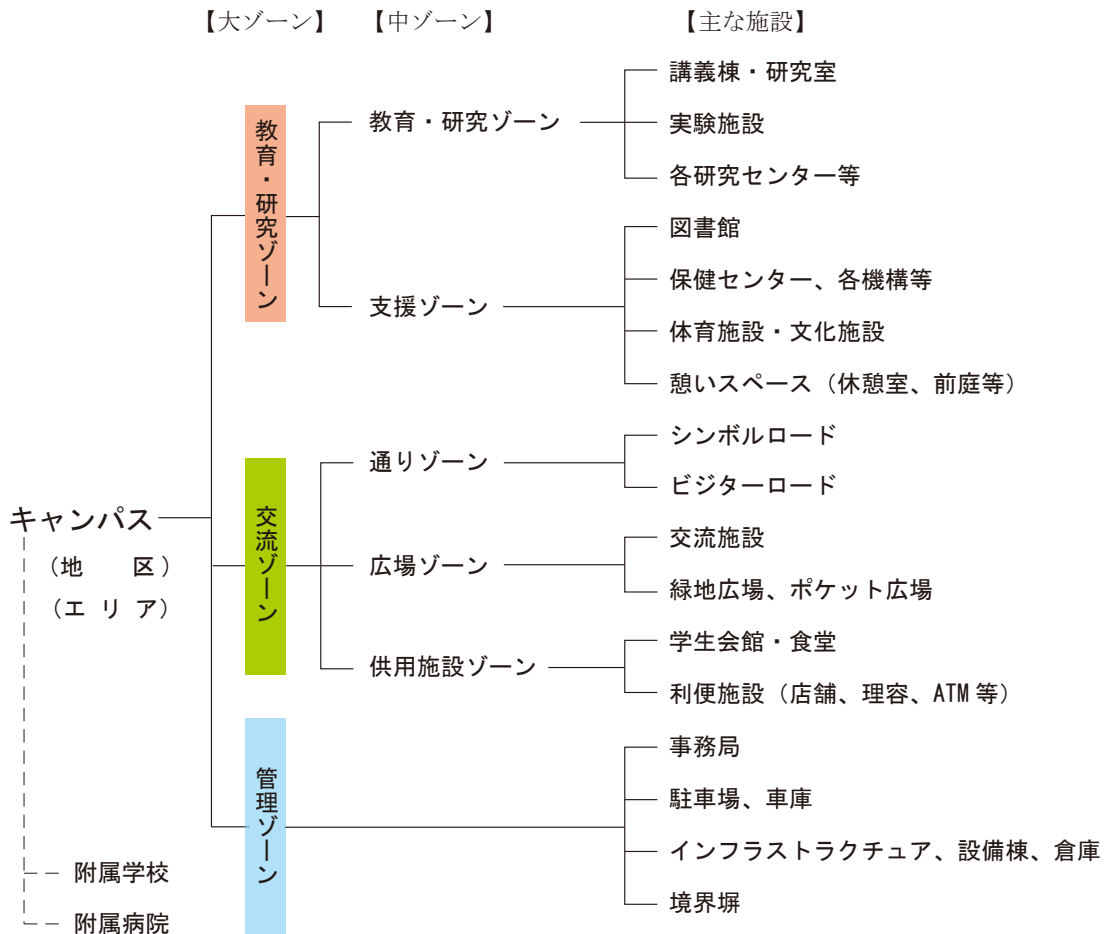 【大ゾーン】 【中ゾーン】 【主な施設】
教育・研究ゾーン
教育・研究ゾーン
講義棟・研究室
実験施設
各研究センター等
支援ゾーン
図書館
保健センター、各機構等
体育施設・文化施設
憩いスペース（休憩室、前庭等）
キャンパス
（地 区）
（エ リ ア）
交流ゾーン
通りゾーン
シンボルロード
ビジターロード
広場ゾーン
交流施設
緑地広場、ポケット広場
供用施設ゾーン
学生会館・食堂
利便施設（店舗、理容、ATM 等）
管理ゾーン
事務局
駐車場、車庫
インフラストラクチュア、設備棟、倉庫
境界塀
附属学校
附属病院